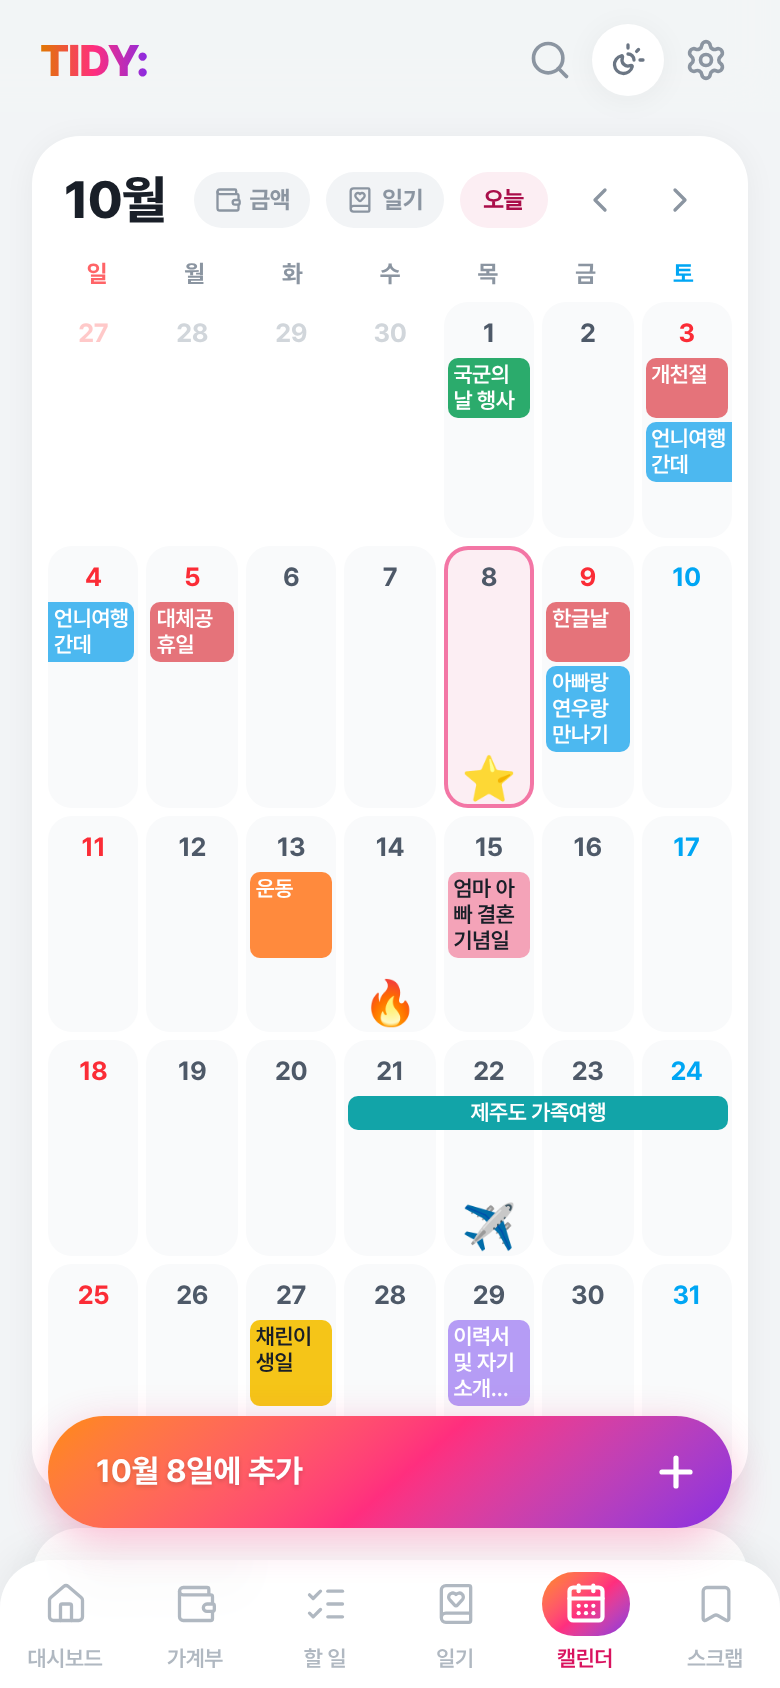 TIDY:
10월 금액 일기 오늘
일 월 화 수 목 금 토
27 28 29 30 1 2 3
국군의
날 행사
개천절
언니여행
간데
4 5 6 7 8 9 10
언니여행
간데
대체공
휴일
한글날
아빠랑
연우랑
만나기
11 12 13 14 15 16 17
운동
엄마 아
빠 결혼
기념일
18 19 20 21 22 23 24
제주도 가족여행
25 26 27 28 29 30 31
채린이
생일
이력서
및 자기
소개...
10월 8일에 추가
대시보드 가계부 할 일 일기 캘린더 스크랩